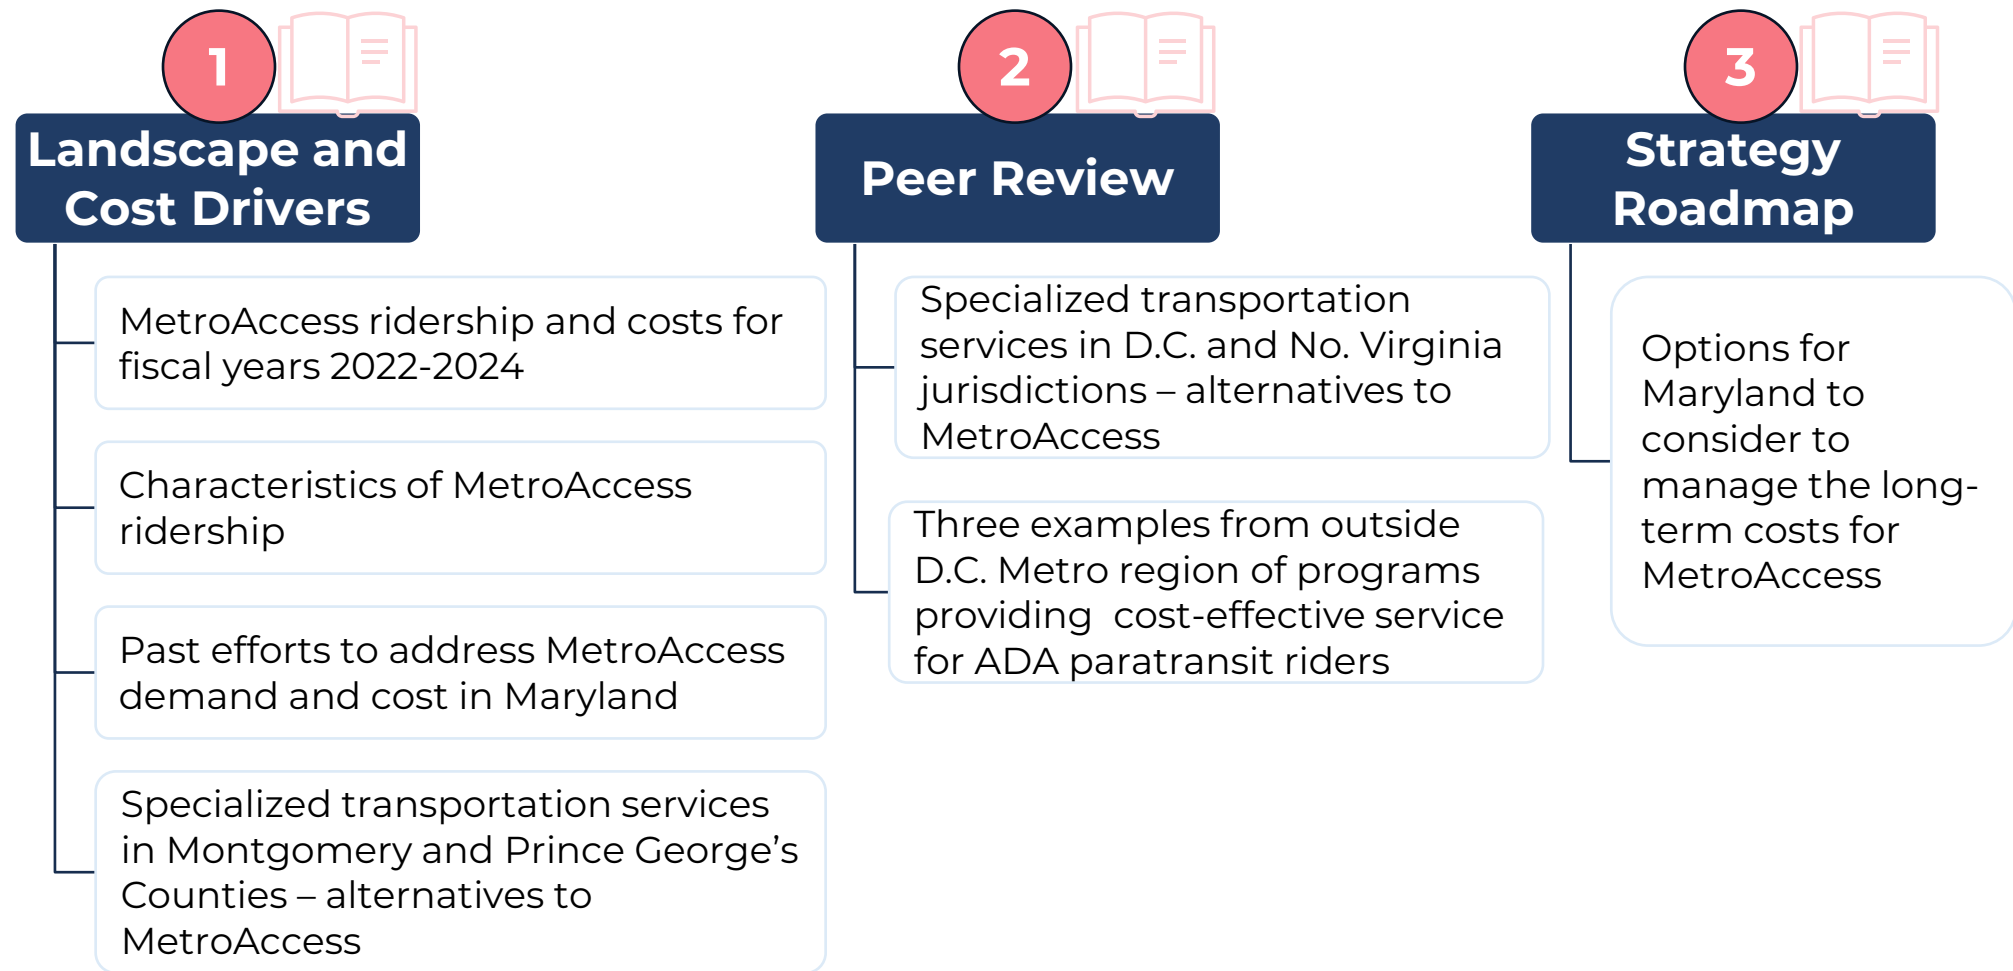 1
Landscape and
Cost Drivers
MetroAccess ridership and costs for
fiscal years 2022-2024
Characteristics of MetroAccess
ridership
Past efforts to address MetroAccess
demand and cost in Maryland
Specialized transportation services
in Montgomery and Prince George’s
Counties – alternatives to
MetroAccess
2
Peer Review
Specialized transportation
services in D.C. and No. Virginia
jurisdictions – alternatives to
MetroAccess
Three examples from outside
D.C. Metro region of programs
providing  cost-effective service
for ADA paratransit riders
3
Strategy
Roadmap
Options for
Maryland to
consider to
manage the long-
term costs for
MetroAccess